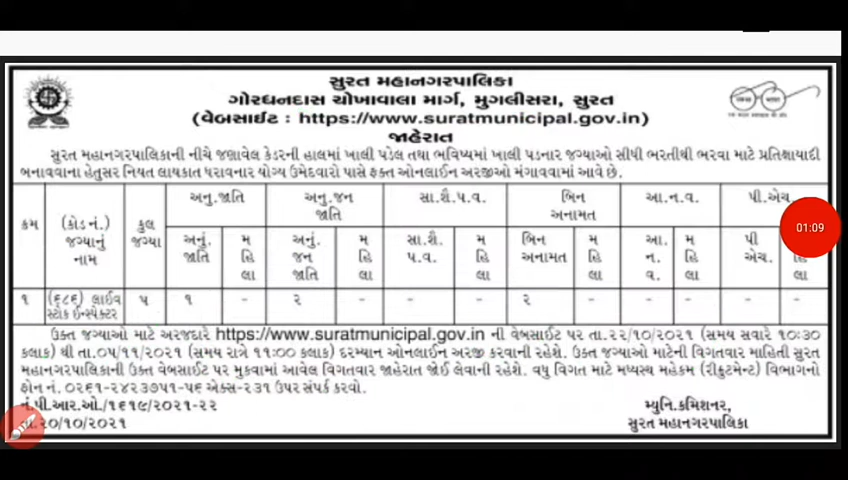 સુરત મહાનગરપાલિકા
ગોરધનદાસ ચોખાવાલા માર્ગ, મુગલીસરા, સુરત
(વેબસાઈટ : https://www.suratmunicipal.gov.in)
જાહેરાત
સુરત મહાનગરપાલિકાની નીચે જણાવેલ કેડરની હાલમાં ખાલી પડેલ તથા ભવિષ્યમાં ખાલી પડનાર જગ્યાઓ સીધી ભરતીથી ભરવા માટે પ્રતિક્ષાયાદી
બનાવવાના હેતુસર નિયત લાયકાત ધરાવનાર યોગ્ય ઉમેદવારો પાસે ફક્ત ઓનલાઈન અરજીઓ મંગાવવામાં આવે છે.
ક્રમ (કોડ નં.) જગ્યાનું નામ કુલ જગ્યા અનુ.જાતિ અનુ.જન જાતિ સા.શૈ.પ.વ. બિન અનામત આ.ન.વ. પી.એચ.
અનું. જાતિ મહિલા અનું. જન જાતિ મહિલા સા.શૈ. પ.વ. મહિલા બિન અનામત મહિલા આ. ન. વ. મહિલા પી એચ. હિલા
૧ (૬૮૬) લાઈવ સ્ટોક ઈન્સ્પેક્ટર ૫ ૧ - ૨ - - - ૨ - - - - -
ઉક્ત જગ્યાઓ માટે અરજદારે https://www.suratmunicipal.gov.in ની વેબસાઈટ પર તા.૨૨/૧૦/૨૦૨૧ (સમય સવારે ૧૦:૩૦
કલાક) થી તા.૦૫/૧૧/૨૦૨૧ (સમય રાત્રે ૧૧:૦૦ કલાક) દરમ્યાન ઓનલાઈન અરજી કરવાની રહેશે. ઉક્ત જગ્યાઓ માટેની વિગતવાર માહિતી સુરત
મહાનગરપાલિકાની ઉક્ત વેબસાઈટ પર મુકવામાં આવેલ વિગતવાર જાહેરાત જોઈ લેવાની રહેશે. વધુ વિગત માટે મધ્યસ્થ મહેકમ (રીક્રુટમેન્ટ) વિભાગનો
ફોન નં. ૦૨૬૧-૨૪૨૩૭૫૧-૫૬ એક્સ-૨૩૧ ઉપર સંપર્ક કરવો.
નં.પી.આર.ઓ./૧૬૧૯/૨૦૨૧-૨૨
તા.૨૦/૧૦/૨૦૨૧
મ્યુનિ.કમિશનર,
સુરત મહાનગરપાલિકા
01:09